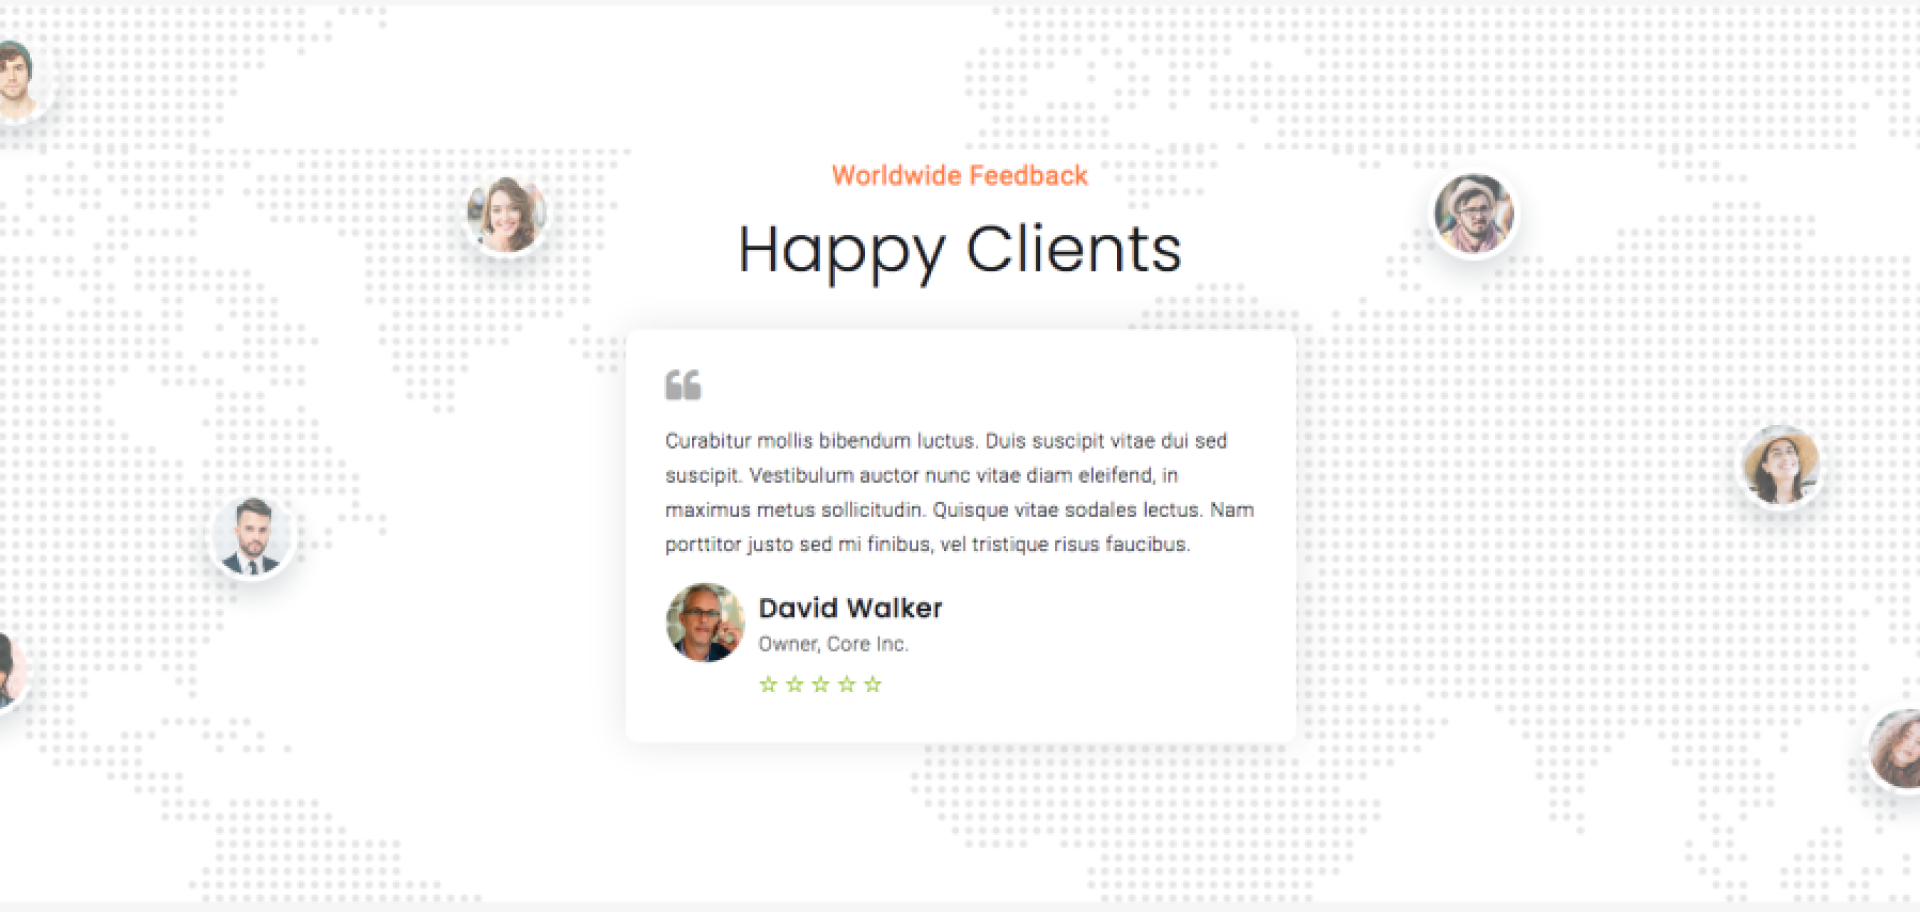 Worldwide Feedback
Happy Clients
Curabitur mollis bibendum luctus. Duis suscipit vitae dui sed
suscipit. Vestibulum auctor nunc vitae diam eleifend, in
maximus metus sollicitudin. Quisque vitae sodales lectus. Nam
porttitor justo sed mi finibus, vel tristique risus faucibus.
David Walker
Owner, Core Inc.